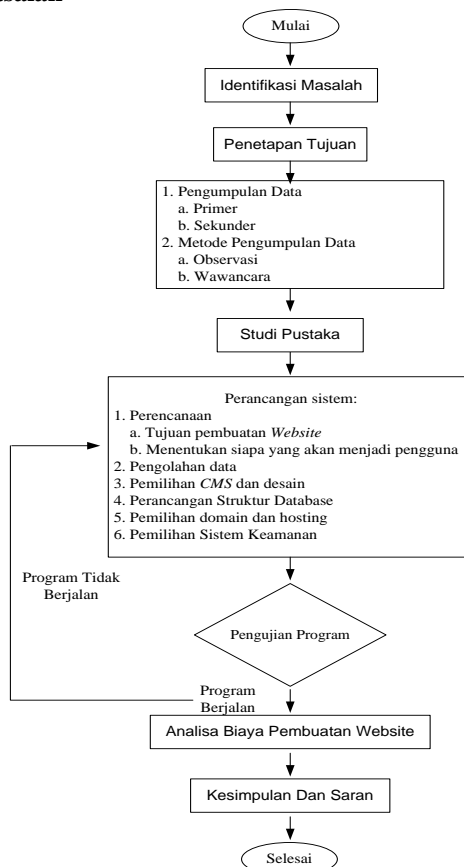 Mulai
Identifikasi Masalah
Penetapan Tujuan
1. Pengumpulan Data
a. Primer
b. Sekunder
2. Metode Pengumpulan Data
a. Observasi
b. Wawancara
Studi Pustaka
Perancangan sistem:
1. Perencanaan
a. Tujuan pembuatan Website
b. Menentukan siapa yang akan menjadi pengguna
2. Pengolahan data
3. Pemilihan CMS dan desain
4. Perancangan Struktur Database
5. Pemilihan domain dan hosting
6. Pemilihan Sistem Keamanan
Program Tidak
Berjalan
Pengujian Program
Program
Berjalan
Analisa Biaya Pembuatan Website
Kesimpulan Dan Saran
Selesai